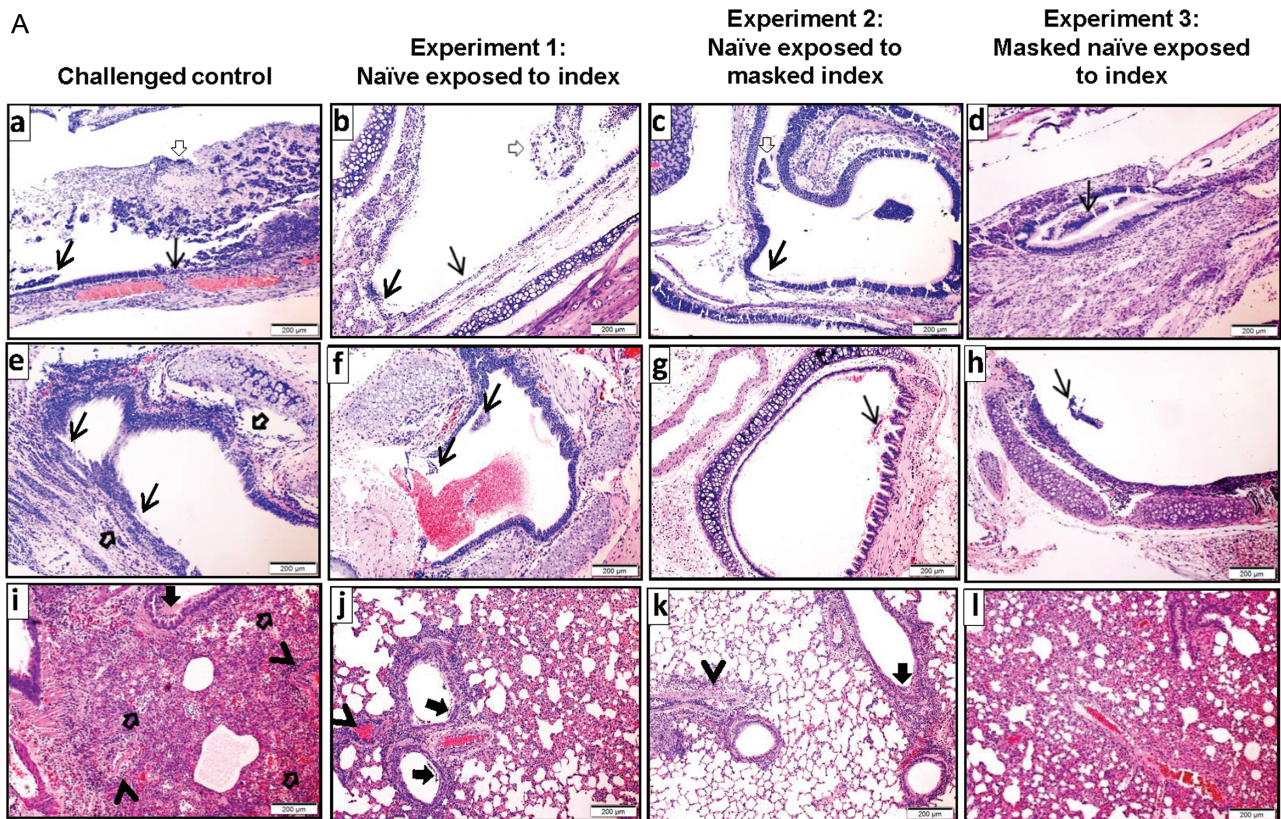 A
Challenged control
Experiment 1:
Naïve exposed to index
Experiment 2:
Naïve exposed to
masked index
Experiment 3:
Masked naïve exposed
to index
a
200 µm
b
200 µm
c
200 µm
d
200 µm
e
200 µm
f
200 µm
g
200 µm
h
200 µm
i
200 µm
j
200 µm
k
200 µm
l
200 µm